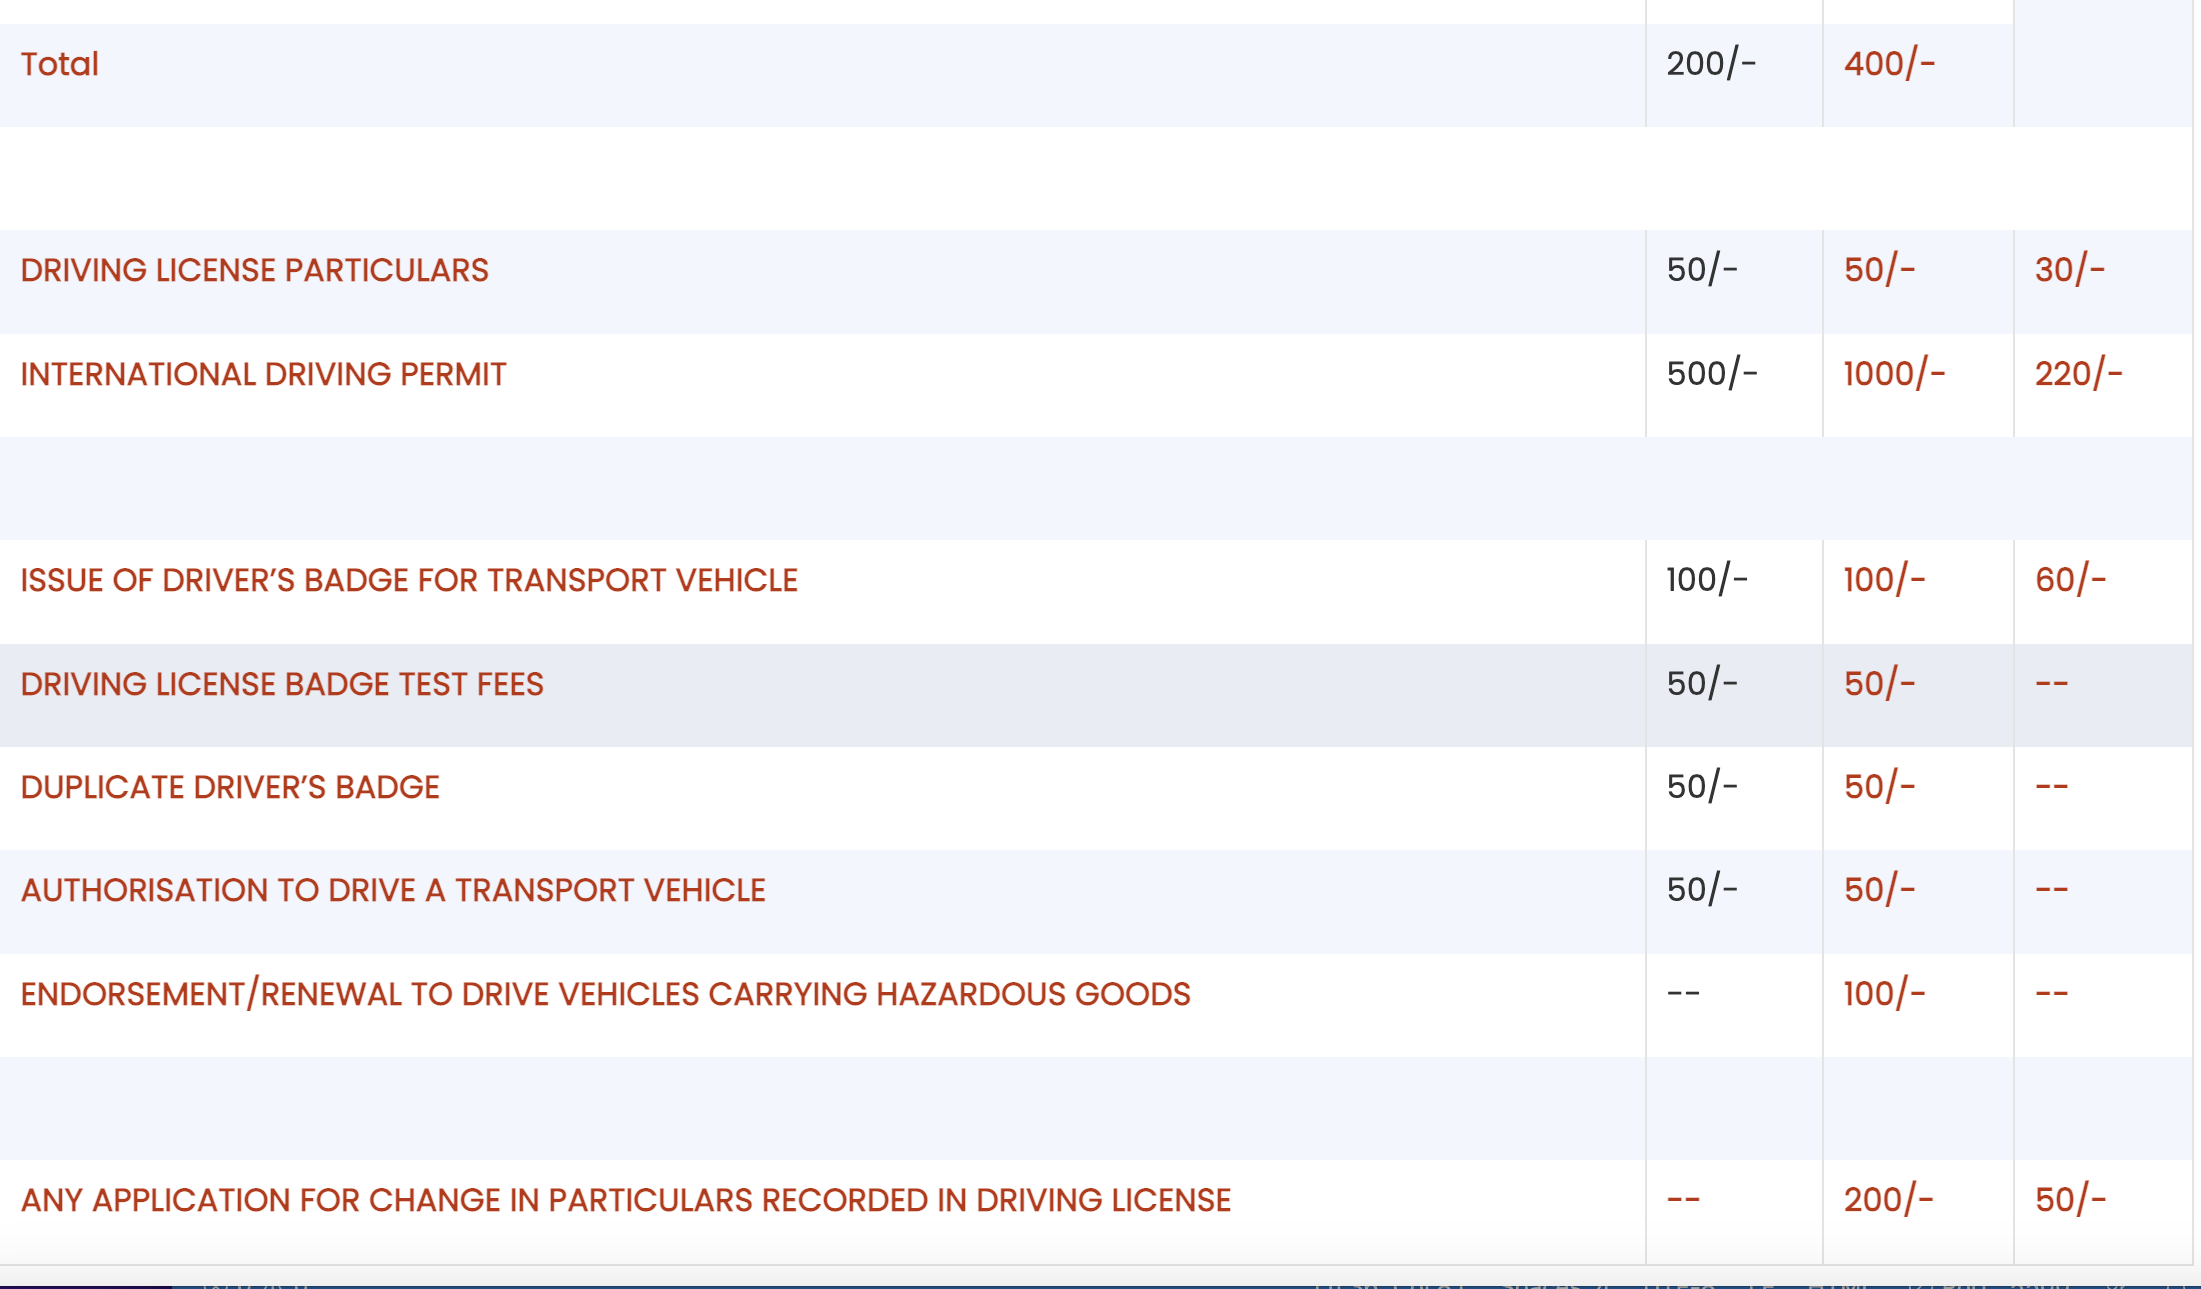 Total 200/- 400/-
DRIVING LICENSE PARTICULARS 50/- 50/- 30/-
INTERNATIONAL DRIVING PERMIT 500/- 1000/- 220/-
ISSUE OF DRIVER’S BADGE FOR TRANSPORT VEHICLE 100/- 100/- 60/-
DRIVING LICENSE BADGE TEST FEES 50/- 50/- --
DUPLICATE DRIVER’S BADGE 50/- 50/- --
AUTHORISATION TO DRIVE A TRANSPORT VEHICLE 50/- 50/- --
ENDORSEMENT/RENEWAL TO DRIVE VEHICLES CARRYING HAZARDOUS GOODS -- 100/- --
ANY APPLICATION FOR CHANGE IN PARTICULARS RECORDED IN DRIVING LICENSE -- 200/- 50/-